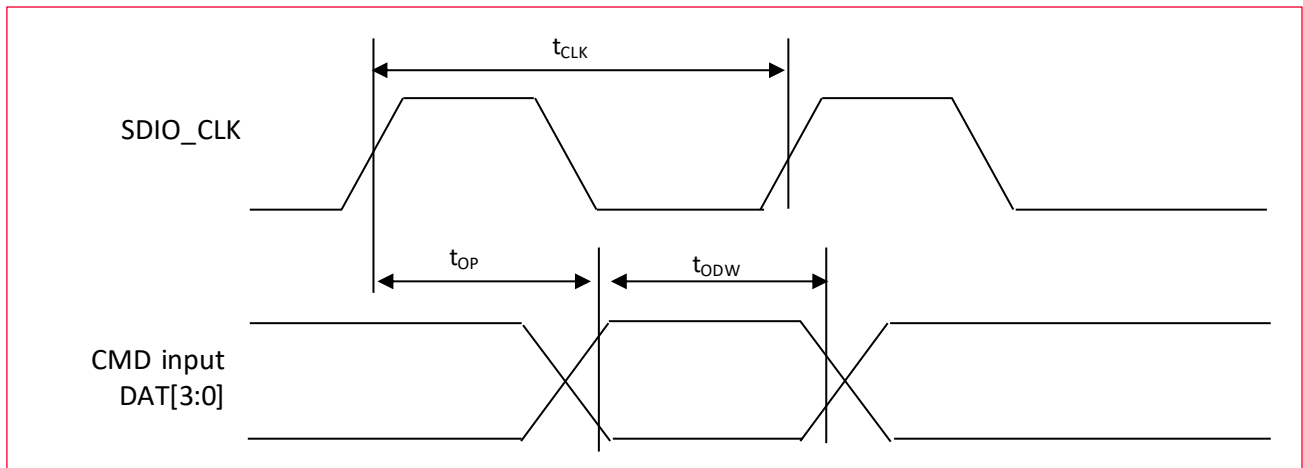 tCLK
SDIO_CLK
tOP
tODW
CMD input
DAT[3:0]